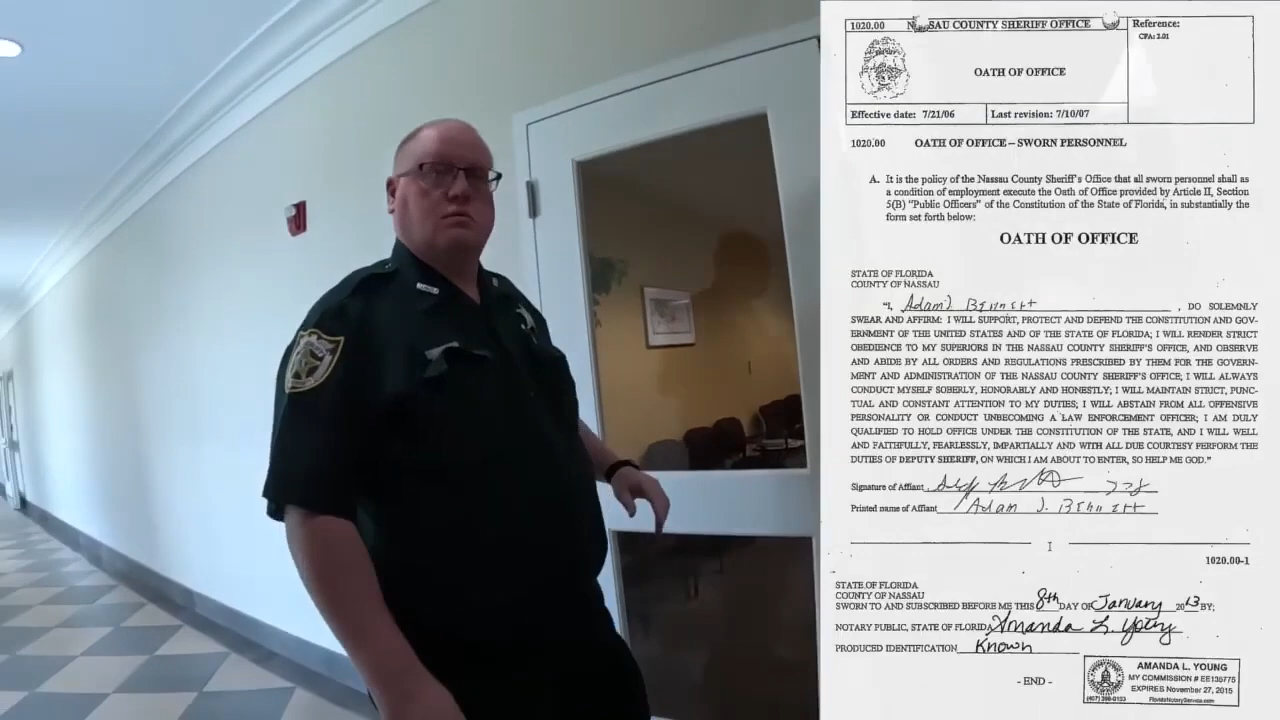 1020.00 NASSAU COUNTY SHERIFF OFFICE
Reference:
CFA: 2.01
OATH OF OFFICE
Effective date: 7/21/06 Last revision: 7/10/07
1020.00 OATH OF OFFICE – SWORN PERSONNEL
A. It is the policy of the Nassau County Sheriff's Office that all sworn personnel shall as
a condition of employment execute the Oath of Office provided by Article II, Section
5(B) "Public Officers" of the Constitution of the State of Florida, in substantially the
form set forth below:
OATH OF OFFICE
STATE OF FLORIDA
COUNTY OF NASSAU
"I, Adam J Bennett, DO SOLEMNLY
SWEAR AND AFFIRM: I WILL SUPPORT, PROTECT AND DEFEND THE CONSTITUTION AND GOV-
ERNMENT OF THE UNITED STATES AND OF THE STATE OF FLORIDA; I WILL RENDER STRICT
OBEDIENCE TO MY SUPERIORS IN THE NASSAU COUNTY SHERIFF'S OFFICE, AND OBSERVE
AND ABIDE BY ALL ORDERS AND REGULATIONS PRESCRIBED BY THEM FOR THE GOVERN-
MENT AND ADMINISTRATION OF THE NASSAU COUNTY SHERIFF'S OFFICE; I WILL ALWAYS
CONDUCT MYSELF SOBERLY, HONORABLY AND HONESTLY; I WILL MAINTAIN STRICT, PUNC-
TUAL AND CONSTANT ATTENTION TO MY DUTIES; I WILL ABSTAIN FROM ALL OFFENSIVE
PERSONALITY OR CONDUCT UNBECOMING A LAW ENFORCEMENT OFFICER; I AM DULY
QUALIFIED TO HOLD OFFICE UNDER THE CONSTITUTION OF THE STATE, AND I WILL WELL
AND FAITHFULLY, FEARLESSLY, IMPARTIALLY AND WITH ALL DUE COURTESY PERFORM THE
DUTIES OF DEPUTY SHERIFF, ON WHICH I AM ABOUT TO ENTER, SO HELP ME GOD."
Signature of Affiant
Printed name of Affiant Adam J. Bennett
1
1020.00-1
STATE OF FLORIDA
COUNTY OF NASSAU
SWORN TO AND SUBSCRIBED BEFORE ME THIS 8th DAY OF January 2013 BY;
NOTARY PUBLIC, STATE OF FLORIDA Amanda L. Young
PRODUCED IDENTIFICATION Known
- END -
AMANDA L. YOUNG
MY COMMISSION # EE135775
EXPIRES November 27, 2015
(407) 398-0153 FloridaNotaryService.com